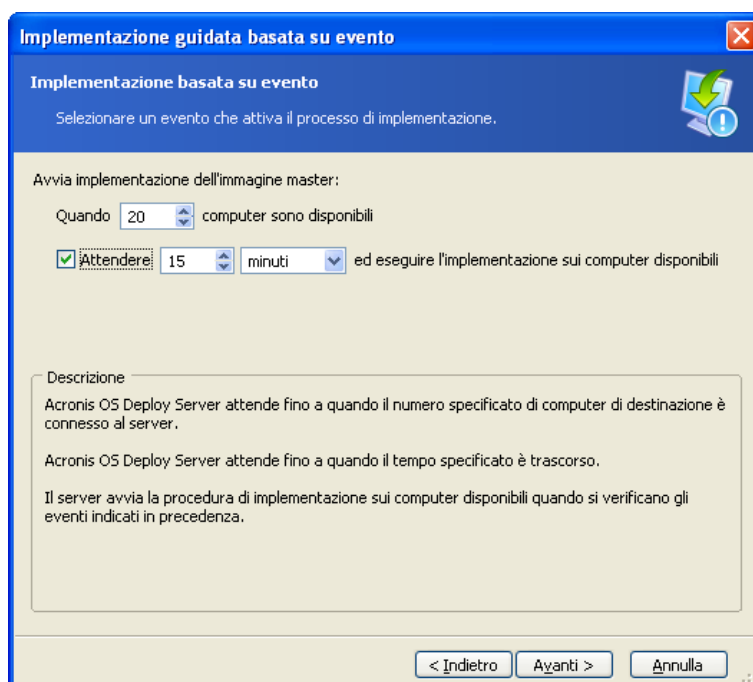 Implementazione guidata basata su evento
Implementazione basata su evento
Selezionare un evento che attiva il processo di implementazione.
Avvia implementazione dell'immagine master:
Quando 20 computer sono disponibili
Attendere 15 minuti ed eseguire l'implementazione sui computer disponibili
Descrizione
Acronis OS Deploy Server attende fino a quando il numero specificato di computer di destinazione è
connesso al server.
Acronis OS Deploy Server attende fino a quando il tempo specificato è trascorso.
Il server avvia la procedura di implementazione sui computer disponibili quando si verificano gli
eventi indicati in precedenza.
< Indietro Avanti > Annulla